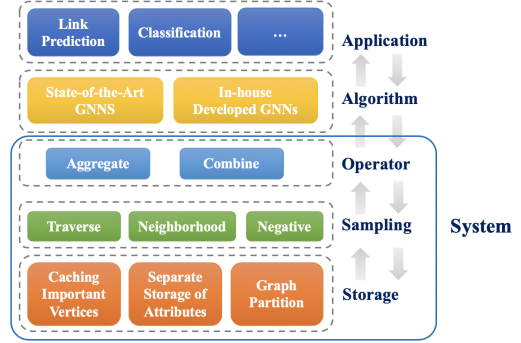 Link
Prediction
Classification
...
Application
State-of-the-Art
GNNS
In-house
Developed GNNs
Algorithm
Aggregate
Combine
Operator
Traverse
Neighborhood
Negative
Sampling
System
Caching
Important
Vertices
Separate
Storage of
Attributes
Graph
Partition
Storage